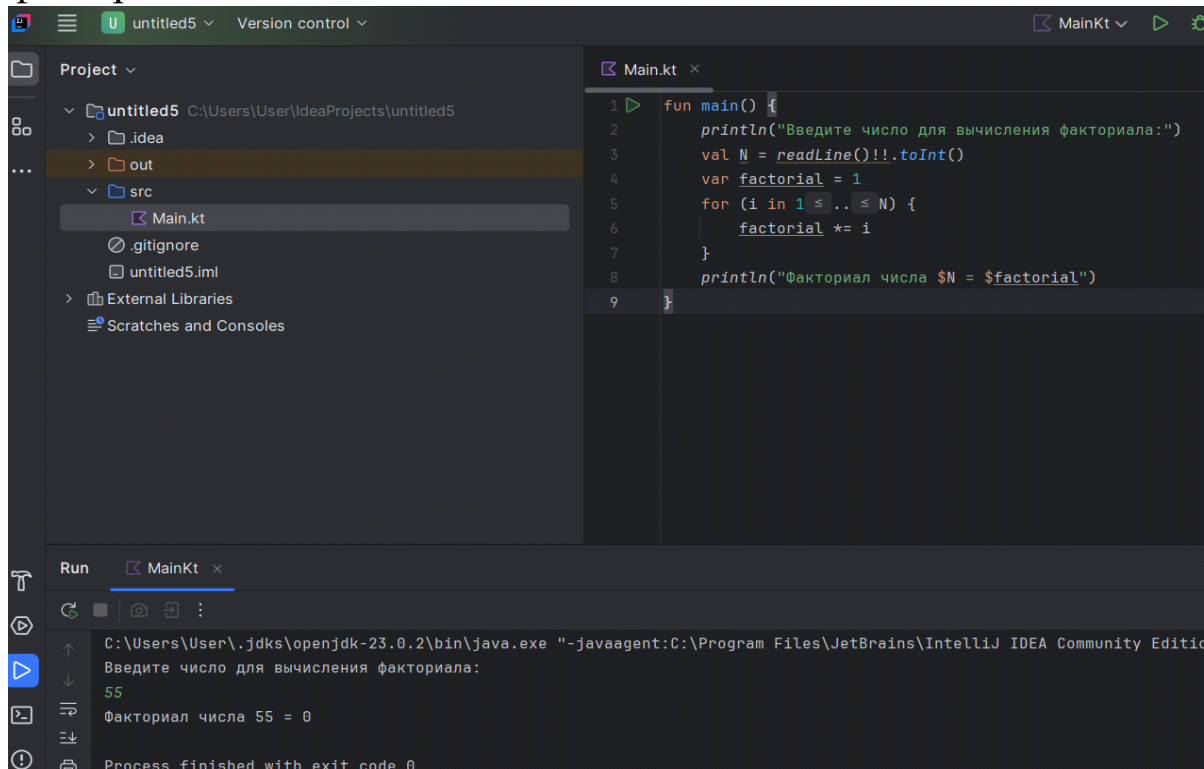 untitled5 Version control MainKt
Project
Main.kt
untitled5 C:\Users\User\IdeaProjects\untitled5
.idea
out
src
Main.kt
.gitignore
untitled5.iml
External Libraries
Scratches and Consoles
1 fun main() {
2 println("Введите число для вычисления факториала:")
3 val N = readLine()!!.toInt()
4 var factorial = 1
5 for (i in 1 ≤ .. ≤ N) {
6 factorial *= i
7 }
8 println("Факториал числа $N = $factorial")
9 }
Run MainKt
C:\Users\User\.jdks\openjdk-23.0.2\bin\java.exe "-javaagent:C:\Program Files\JetBrains\IntelliJ IDEA Community Editio
Введите число для вычисления факториала:
55
Факториал числа 55 = 0
Process finished with exit code 0